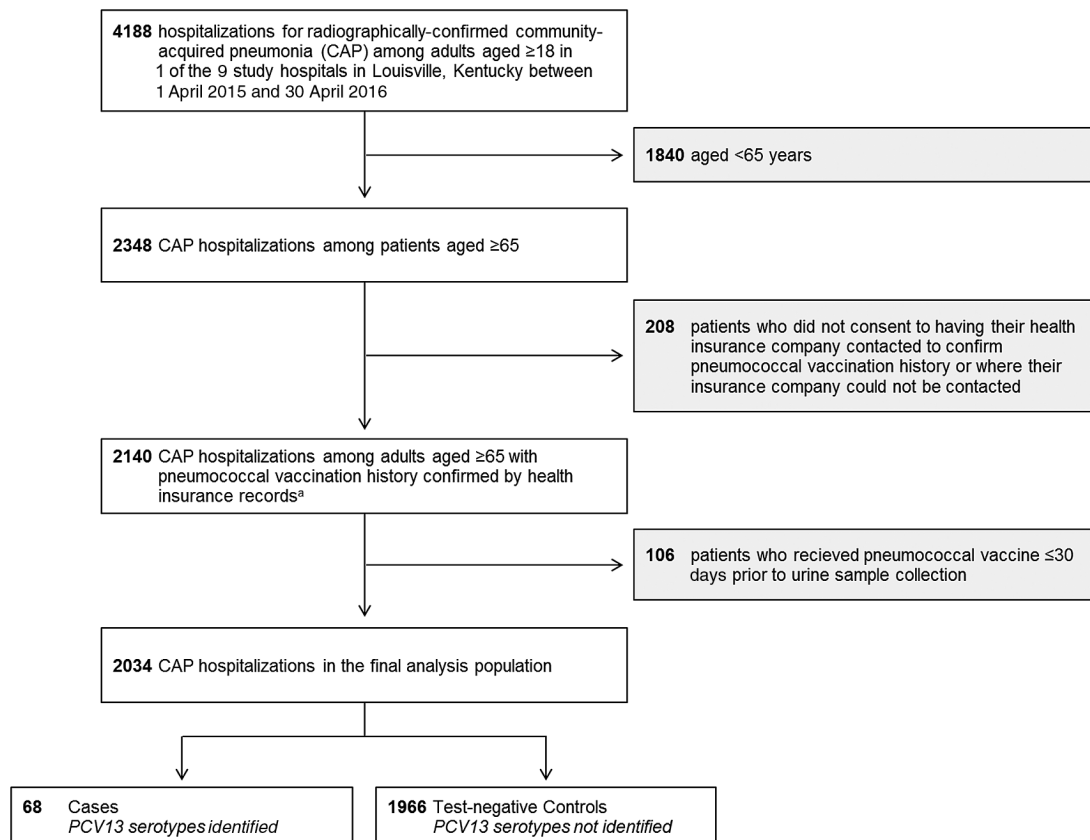 4188 hospitalizations for radiographically-confirmed community-
acquired pneumonia (CAP) among adults aged ≥18 in
1 of the 9 study hospitals in Louisville, Kentucky between
1 April 2015 and 30 April 2016
1840 aged <65 years
2348 CAP hospitalizations among patients aged ≥65
208 patients who did not consent to having their health
insurance company contacted to confirm
pneumococcal vaccination history or where their
insurance company could not be contacted
2140 CAP hospitalizations among adults aged ≥65 with
pneumococcal vaccination history confirmed by health
insurance recordsᵃ
106 patients who recieved pneumococcal vaccine ≤30
days prior to urine sample collection
2034 CAP hospitalizations in the final analysis population
68 Cases
PCV13 serotypes identified
1966 Test-negative Controls
PCV13 serotypes not identified